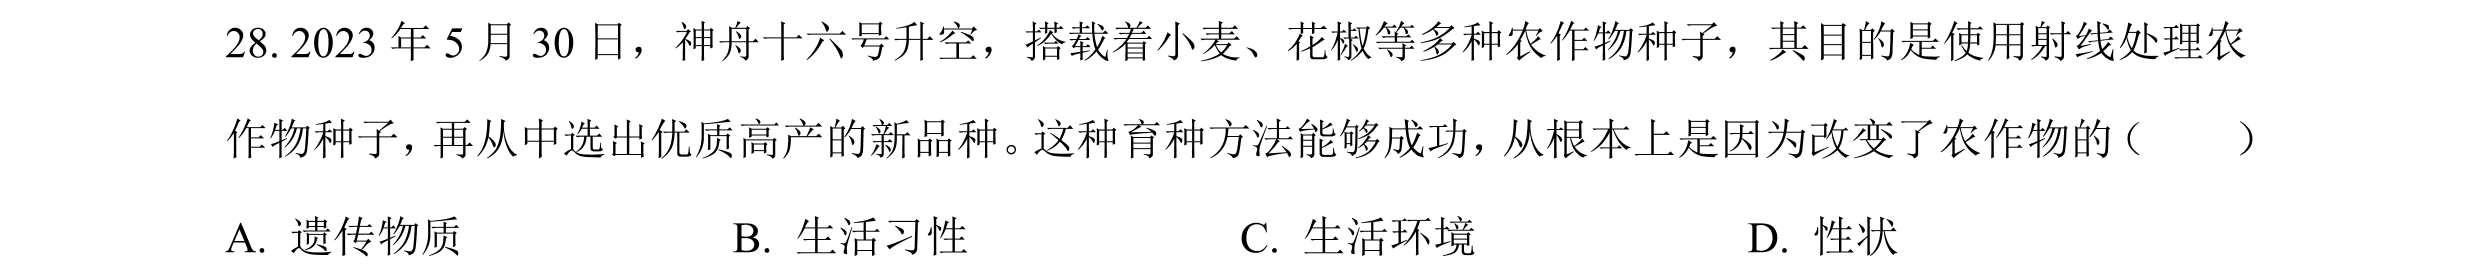 28. 2023 年 5 月 30 日，神舟十六号升空，搭载着小麦、花椒等多种农作物种子，其目的是使用射线处理农
作物种子，再从中选出优质高产的新品种。这种育种方法能够成功，从根本上是因为改变了农作物的（　　）
A. 遗传物质　　B. 生活习性　　C. 生活环境　　D. 性状